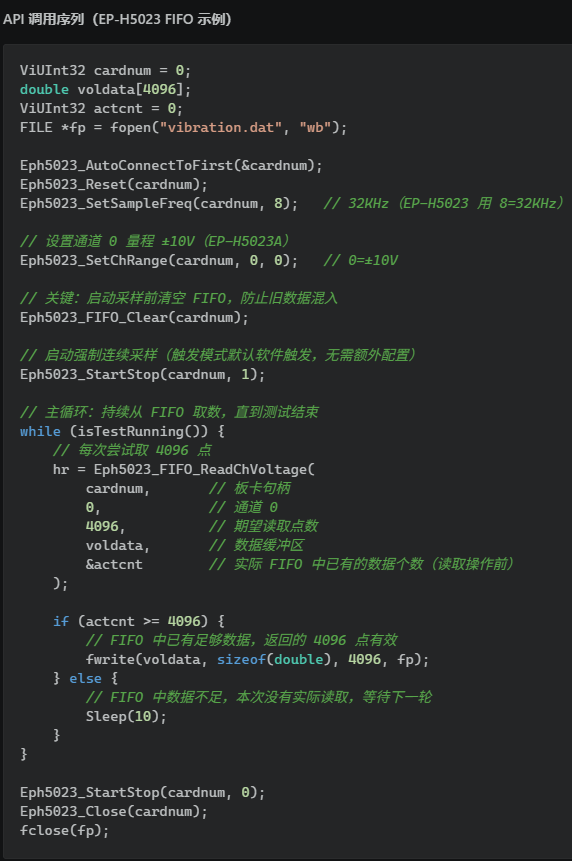 API 调用序列（EP-H5023 FIFO 示例）
ViUInt32 cardnum = 0;
double voldata[4096];
ViUInt32 actcnt = 0;
FILE *fp = fopen("vibration.dat", "wb");
Eph5023_AutoConnectToFirst(&cardnum);
Eph5023_Reset(cardnum);
Eph5023_SetSampleFreq(cardnum, 8);   // 32KHz（EP-H5023 用 8=32KHz）
// 设置通道 0 量程 ±10V（EP-H5023A）
Eph5023_SetChRange(cardnum, 0, 0);   // 0=±10V
// 关键：启动采样前清空 FIFO，防止旧数据混入
Eph5023_FIFO_Clear(cardnum);
// 启动强制连续采样（触发模式默认软件触发，无需额外配置）
Eph5023_StartStop(cardnum, 1);
// 主循环：持续从 FIFO 取数，直到测试结束
while (isTestRunning()) {
    // 每次尝试取 4096 点
    hr = Eph5023_FIFO_ReadChVoltage(
        cardnum,       // 板卡句柄
        0,             // 通道 0
        4096,          // 期望读取点数
        voldata,       // 数据缓冲区
        &actcnt        // 实际 FIFO 中已有的数据个数（读取操作前）
    );
    if (actcnt >= 4096) {
        // FIFO 中已有足够数据，返回的 4096 点有效
        fwrite(voldata, sizeof(double), 4096, fp);
    } else {
        // FIFO 中数据不足，本次没有实际读取，等待下一轮
        Sleep(10);
    }
}
Eph5023_StartStop(cardnum, 0);
Eph5023_Close(cardnum);
fclose(fp);